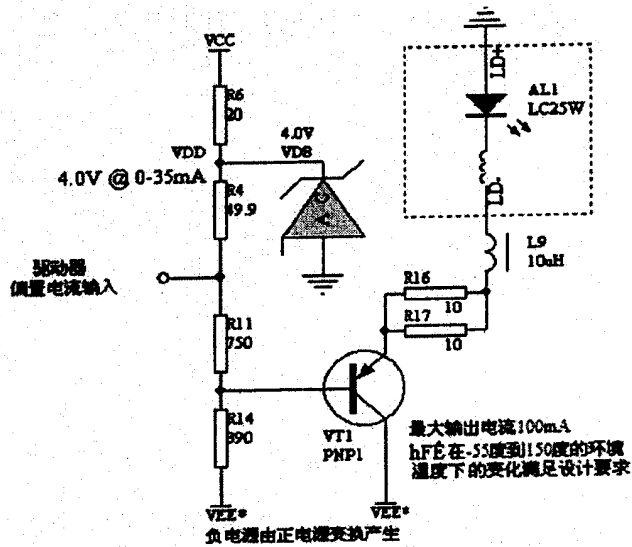 VCC
R6
20
4.0V
VD8
VDD
4.0V @ 0-35mA
R4
49.9
驱动器
偏置电流输入
R11
750
R14
390
VEE*
负电源由正电源变换产生
LD+
AL1
LC25W
LD-
L9
10uH
R16
10
R17
10
VT1
PNP1
VEE*
最大输出电流100mA
hFE在-55度到150度的环境
温度下的变化满足设计要求